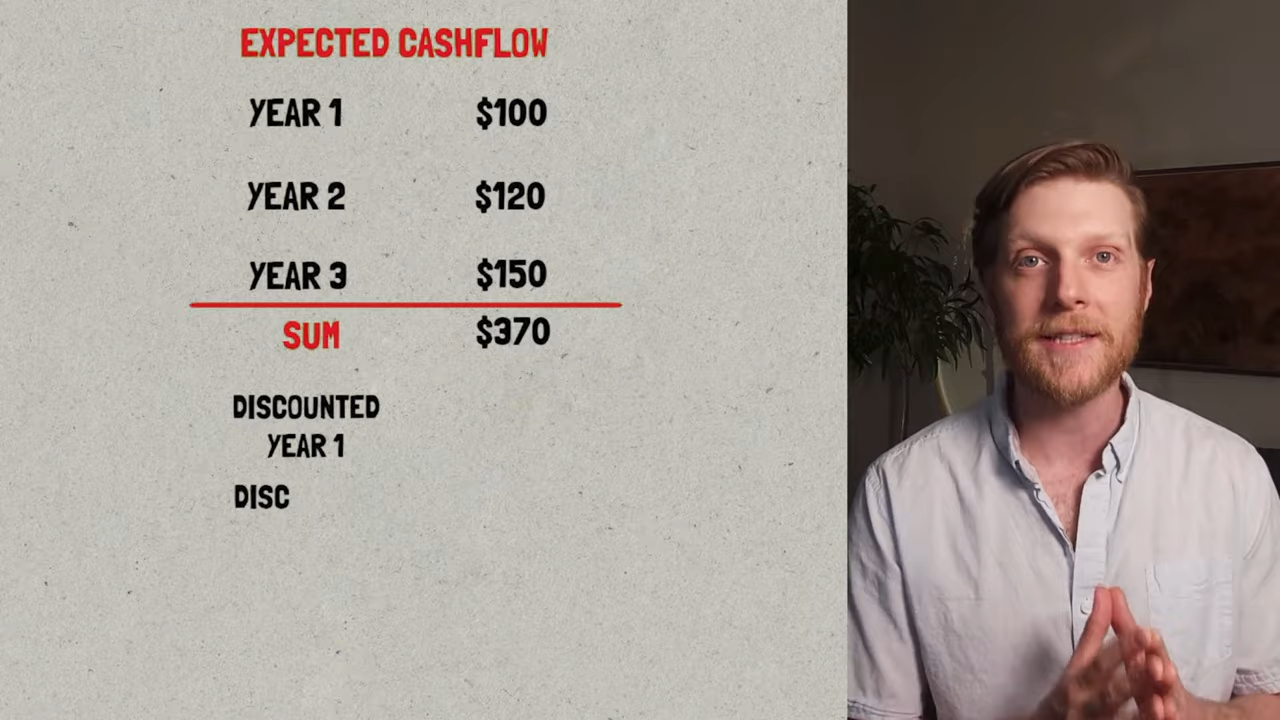 EXPECTED CASHFLOW
YEAR 1 $100
YEAR 2 $120
YEAR 3 $150
SUM $370
DISCOUNTED
YEAR 1
DISC